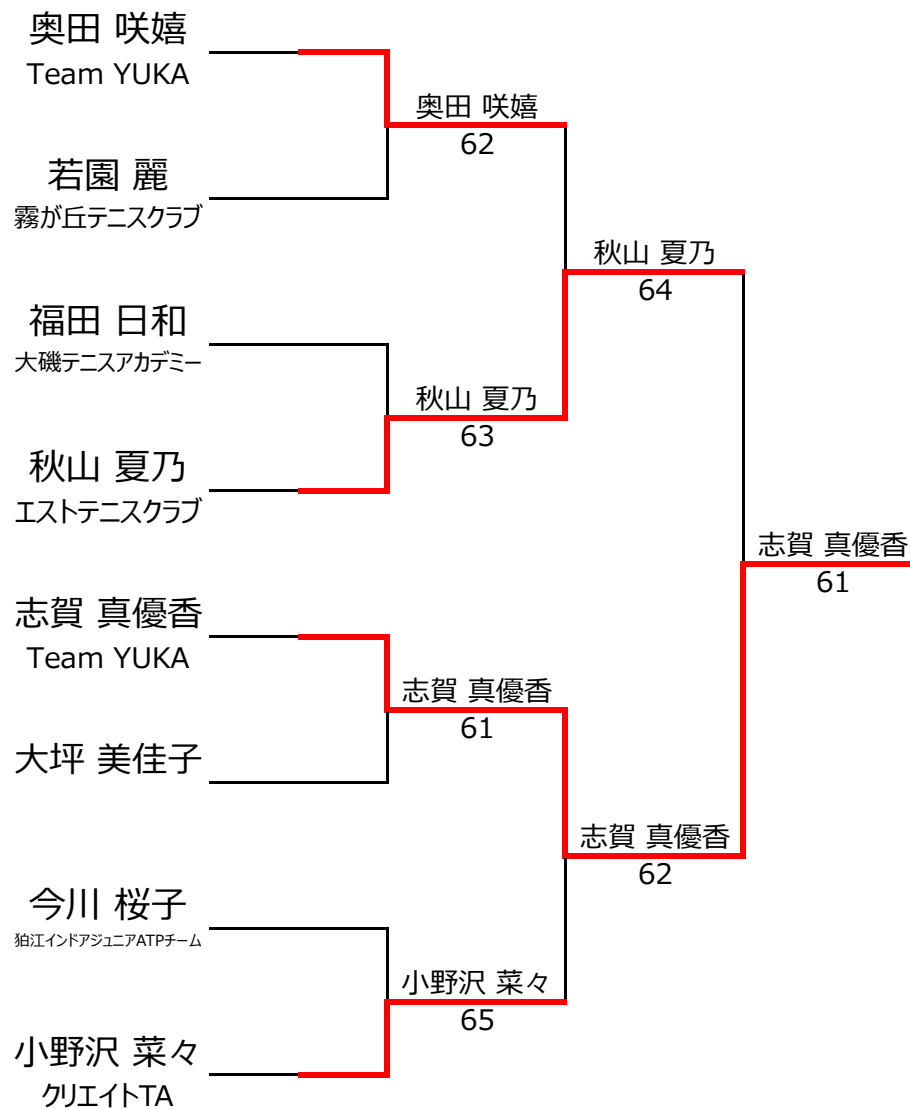 奥田 咲嬉
Team YUKA
若園 麗
霧が丘テニスクラブ
福田 日和
大磯テニスアカデミー
秋山 夏乃
エストテニスクラブ
志賀 真優香
Team YUKA
大坪 美佳子
今川 桜子
狛江インドアジュニアATPチーム
小野沢 菜々
クリエイトTA
奥田 咲嬉
62
秋山 夏乃
63
志賀 真優香
61
小野沢 菜々
65
秋山 夏乃
64
志賀 真優香
62
志賀 真優香
61